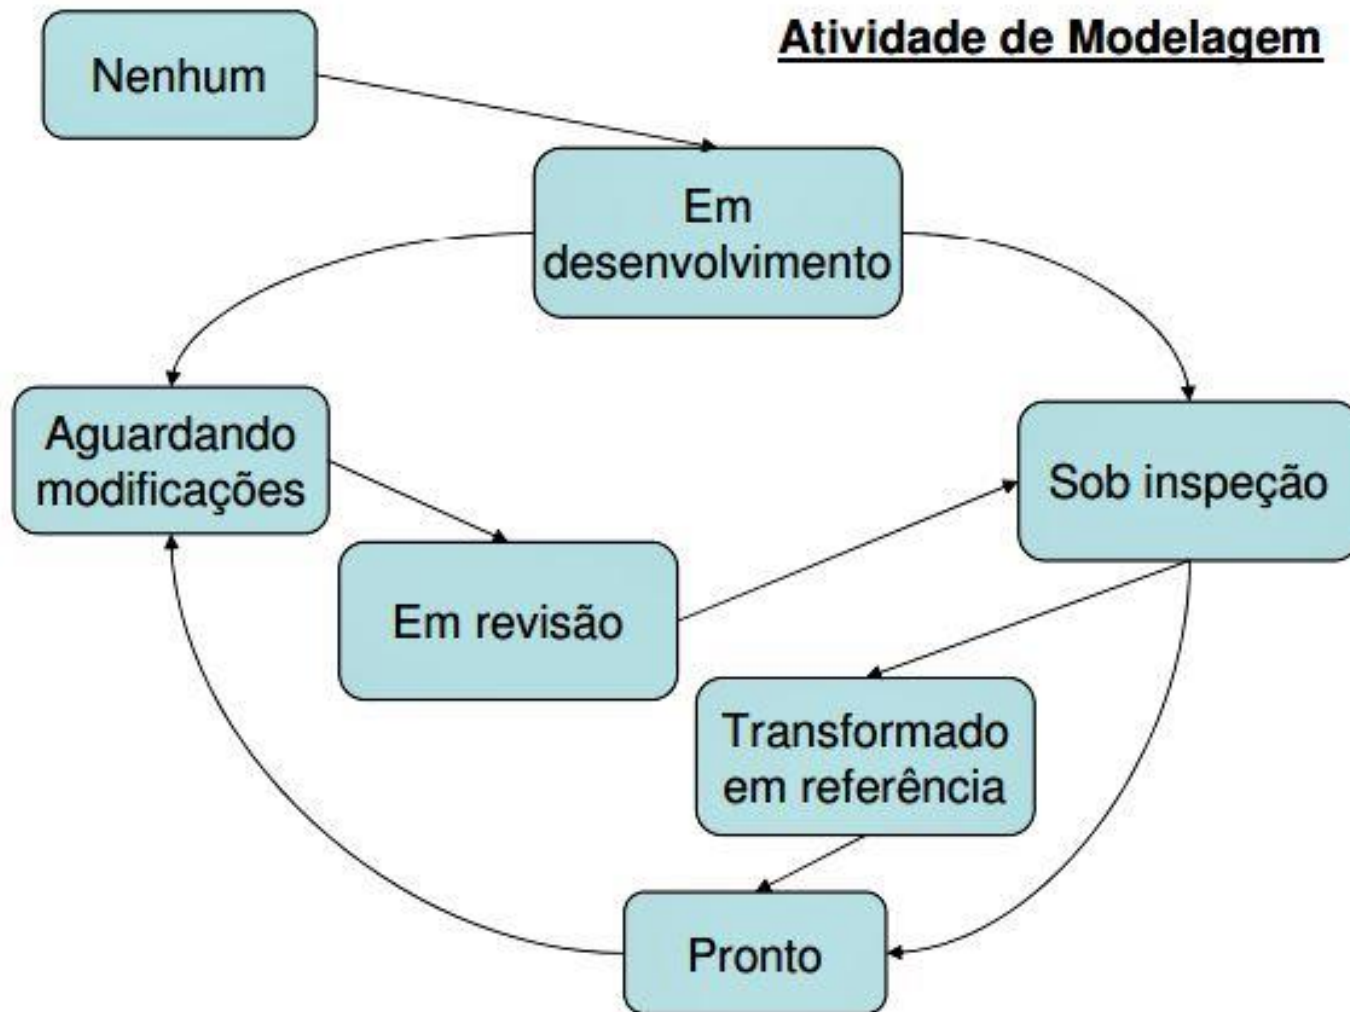 Atividade de Modelagem
Nenhum
Em
desenvolvimento
Aguardando
modificações
Sob inspeção
Em revisão
Transformado
em referência
Pronto